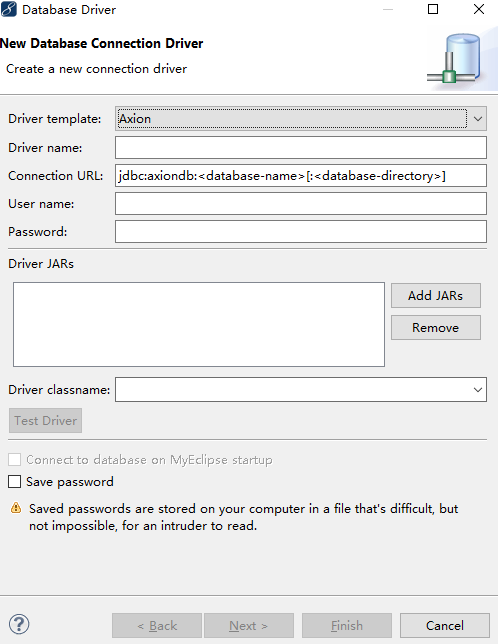 Database Driver
New Database Connection Driver
Create a new connection driver
Driver template: Axion
Driver name:
Connection URL: jdbc:axiondb:<database-name>[:<database-directory>]
User name:
Password:
Driver JARs
Add JARs
Remove
Driver classname:
Test Driver
Connect to database on MyEclipse startup
Save password
Saved passwords are stored on your computer in a file that's difficult, but
not impossible, for an intruder to read.
?
< Back
Next >
Finish
Cancel